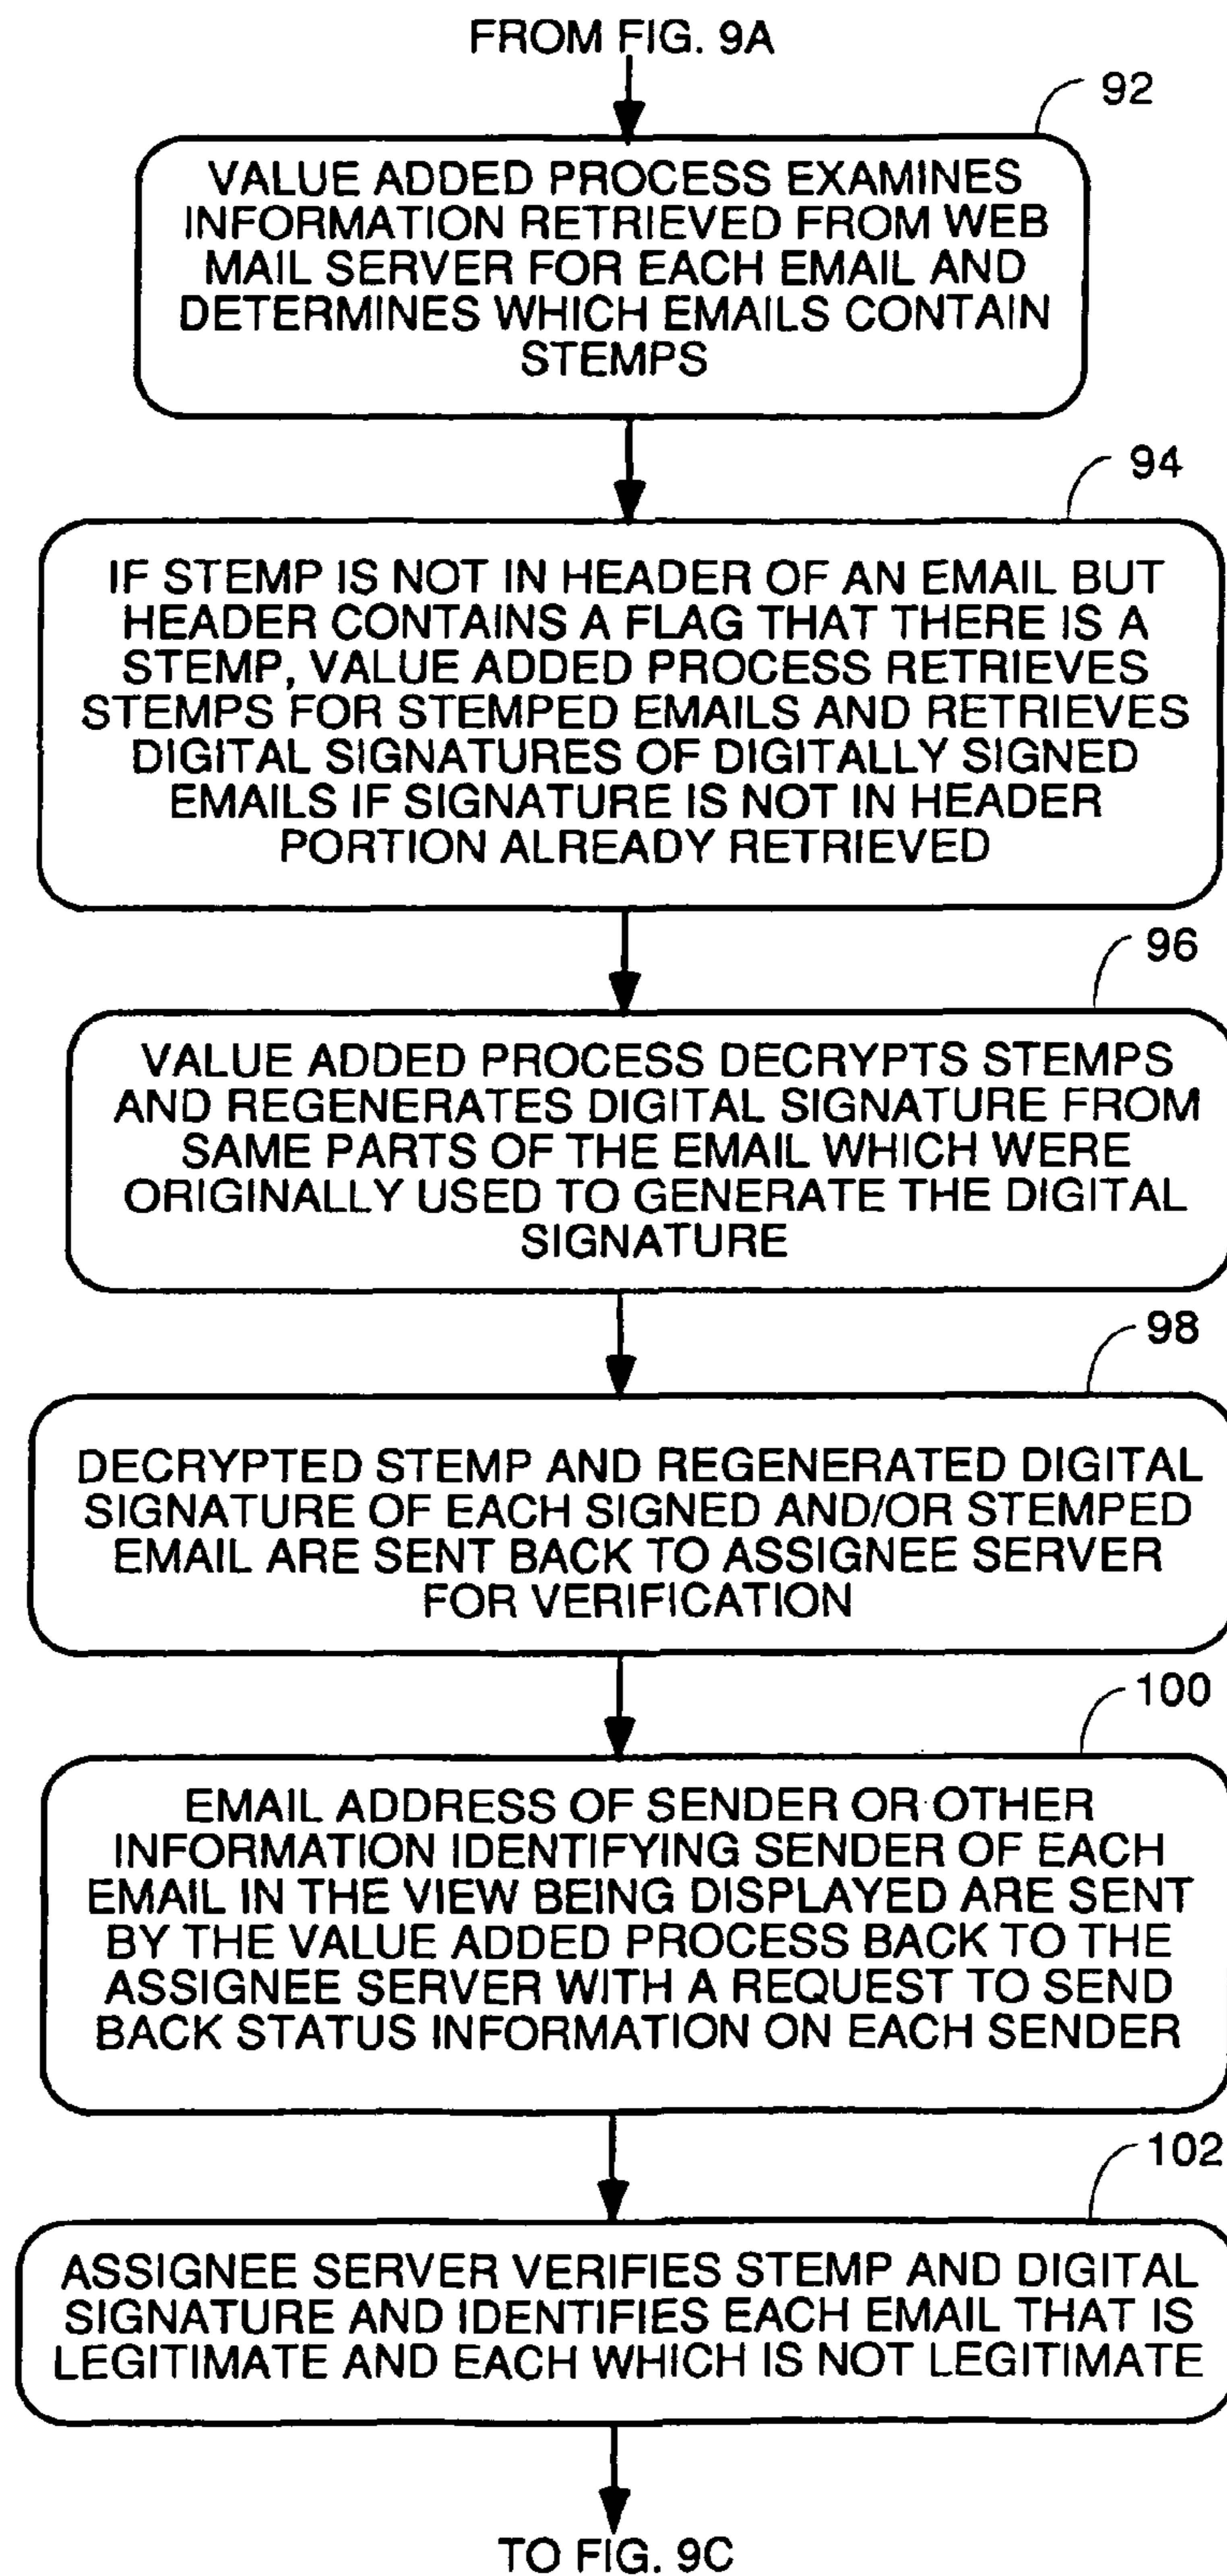 FROM FIG. 9A
92
VALUE ADDED PROCESS EXAMINES
INFORMATION RETRIEVED FROM WEB
MAIL SERVER FOR EACH EMAIL AND
DETERMINES WHICH EMAILS CONTAIN
STEMPS
94
IF STEMP IS NOT IN HEADER OF AN EMAIL BUT
HEADER CONTAINS A FLAG THAT THERE IS A
STEMP, VALUE ADDED PROCESS RETRIEVES
STEMPS FOR STEMPED EMAILS AND RETRIEVES
DIGITAL SIGNATURES OF DIGITALLY SIGNED
EMAILS IF SIGNATURE IS NOT IN HEADER
PORTION ALREADY RETRIEVED
96
VALUE ADDED PROCESS DECRYPTS STEMPS
AND REGENERATES DIGITAL SIGNATURE FROM
SAME PARTS OF THE EMAIL WHICH WERE
ORIGINALLY USED TO GENERATE THE DIGITAL
SIGNATURE
98
DECRYPTED STEMP AND REGENERATED DIGITAL
SIGNATURE OF EACH SIGNED AND/OR STEMPED
EMAIL ARE SENT BACK TO ASSIGNEE SERVER
FOR VERIFICATION
100
EMAIL ADDRESS OF SENDER OR OTHER
INFORMATION IDENTIFYING SENDER OF EACH
EMAIL IN THE VIEW BEING DISPLAYED ARE SENT
BY THE VALUE ADDED PROCESS BACK TO THE
ASSIGNEE SERVER WITH A REQUEST TO SEND
BACK STATUS INFORMATION ON EACH SENDER
102
ASSIGNEE SERVER VERIFIES STEMP AND DIGITAL
SIGNATURE AND IDENTIFIES EACH EMAIL THAT IS
LEGITIMATE AND EACH WHICH IS NOT LEGITIMATE
TO FIG. 9C